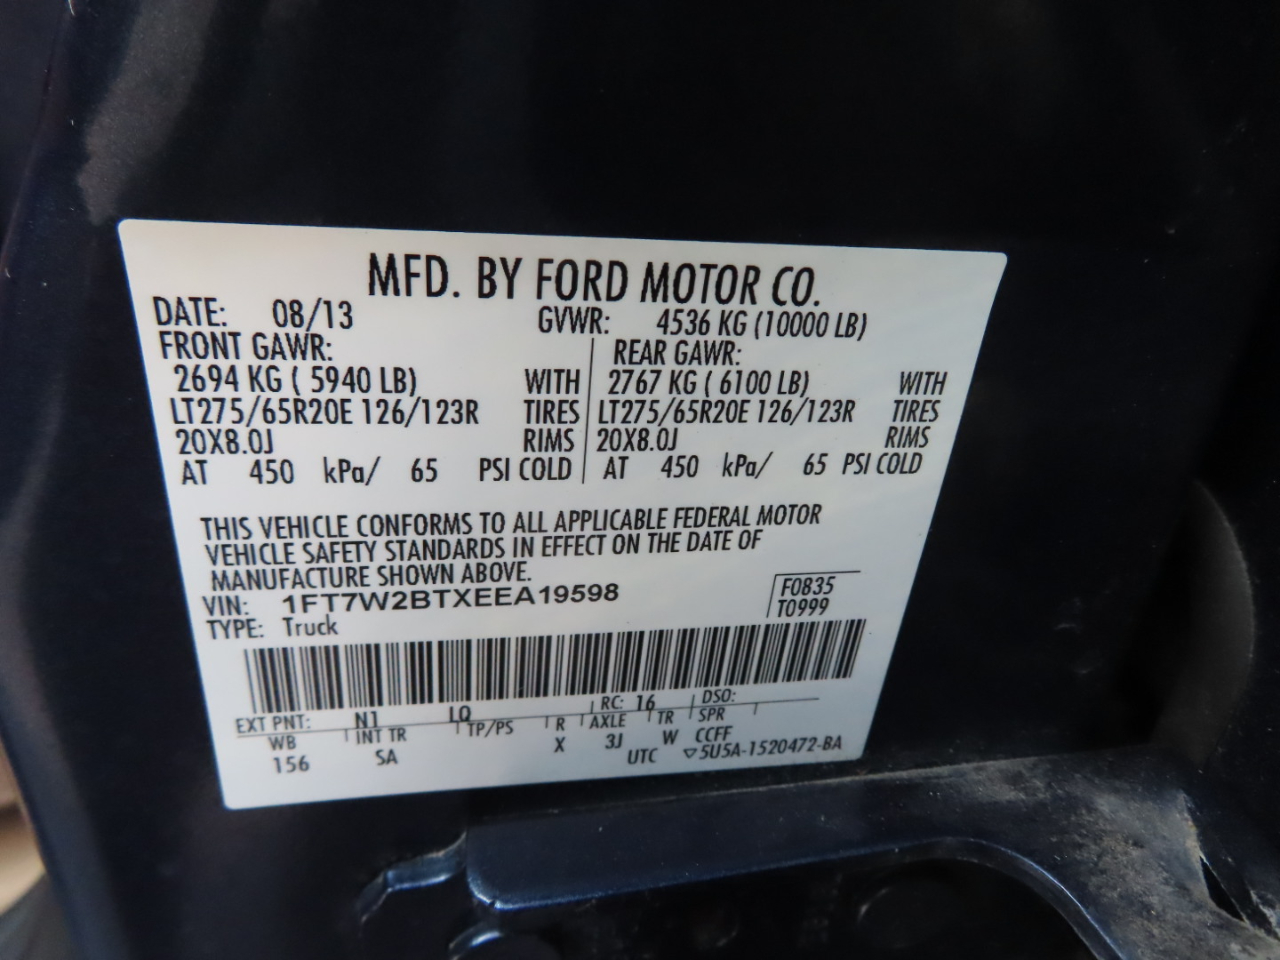 MFD. BY FORD MOTOR CO.
DATE: 08/13 GVWR: 4536 KG (10000 LB)
FRONT GAWR: REAR GAWR:
2694 KG ( 5940 LB) WITH 2767 KG ( 6100 LB) WITH
LT275/65R20E 126/123R TIRES LT275/65R20E 126/123R TIRES
20X8.0J RIMS 20X8.0J RIMS
AT 450 kPa/ 65 PSI COLD AT 450 kPa/ 65 PSI COLD
THIS VEHICLE CONFORMS TO ALL APPLICABLE FEDERAL MOTOR
VEHICLE SAFETY STANDARDS IN EFFECT ON THE DATE OF
MANUFACTURE SHOWN ABOVE.
VIN: 1FT7W2BTXEEA19598 F0835
TYPE: Truck T0999
EXT PNT: N1 LQ RC: 16 DSO:
WB INT TR TP/PS R AXLE TR SPR
156 SA X 3J W CCFF
UTC ▽5U5A-1520472-BA